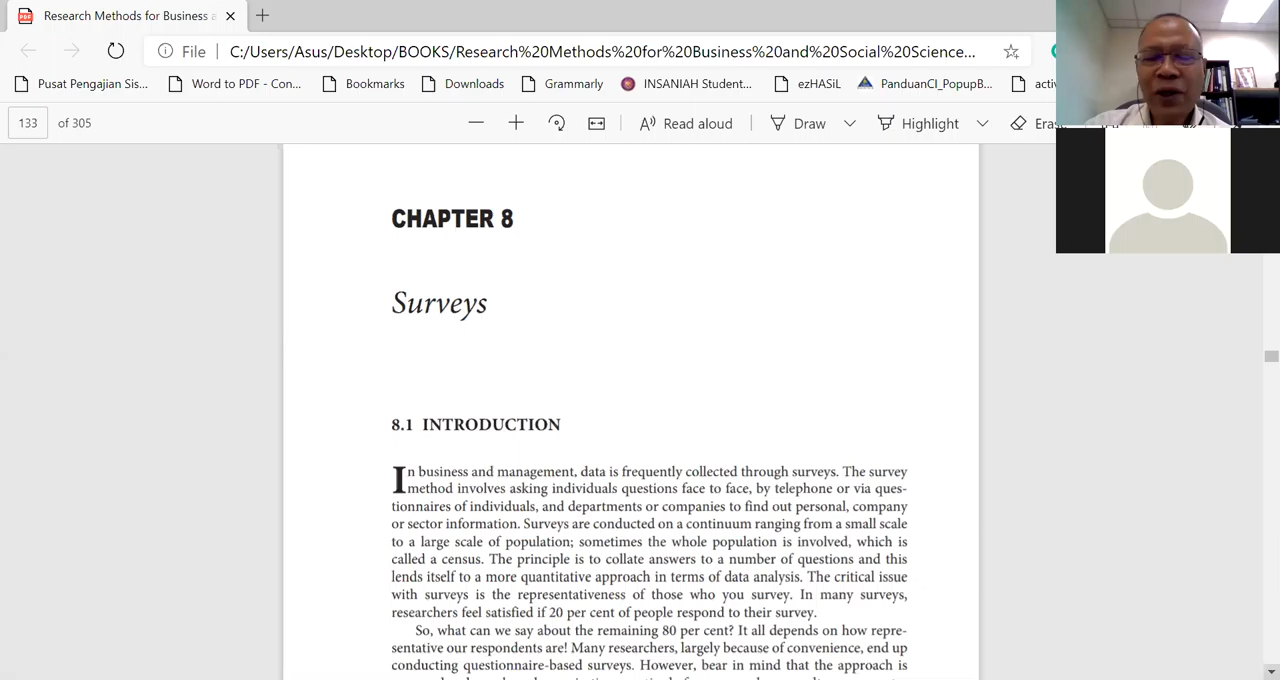 Research Methods for Business a
File
C:/Users/Asus/Desktop/BOOKS/Research%20Methods%20for%20Business%20and%20Social%20Science...
Pusat Pengajian Sis...
Word to PDF - Con...
Bookmarks
Downloads
Grammarly
INSANIAH Student...
ezHASiL
PanduanCI_PopupB...
activ
133 of 305
Read aloud
Draw
Highlight
Eras
CHAPTER 8
Surveys
8.1 INTRODUCTION
In business and management, data is frequently collected through surveys. The survey
method involves asking individuals questions face to face, by telephone or via ques-
tionnaires of individuals, and departments or companies to find out personal, company
or sector information. Surveys are conducted on a continuum ranging from a small scale
to a large scale of population; sometimes the whole population is involved, which is
called a census. The principle is to collate answers to a number of questions and this
lends itself to a more quantitative approach in terms of data analysis. The critical issue
with surveys is the representativeness of those who you survey. In many surveys,
researchers feel satisfied if 20 per cent of people respond to their survey.
So, what can we say about the remaining 80 per cent? It all depends on how repre-
sentative our respondents are! Many researchers, largely because of convenience, end up
conducting questionnaire-based surveys. However, bear in mind that the approach is